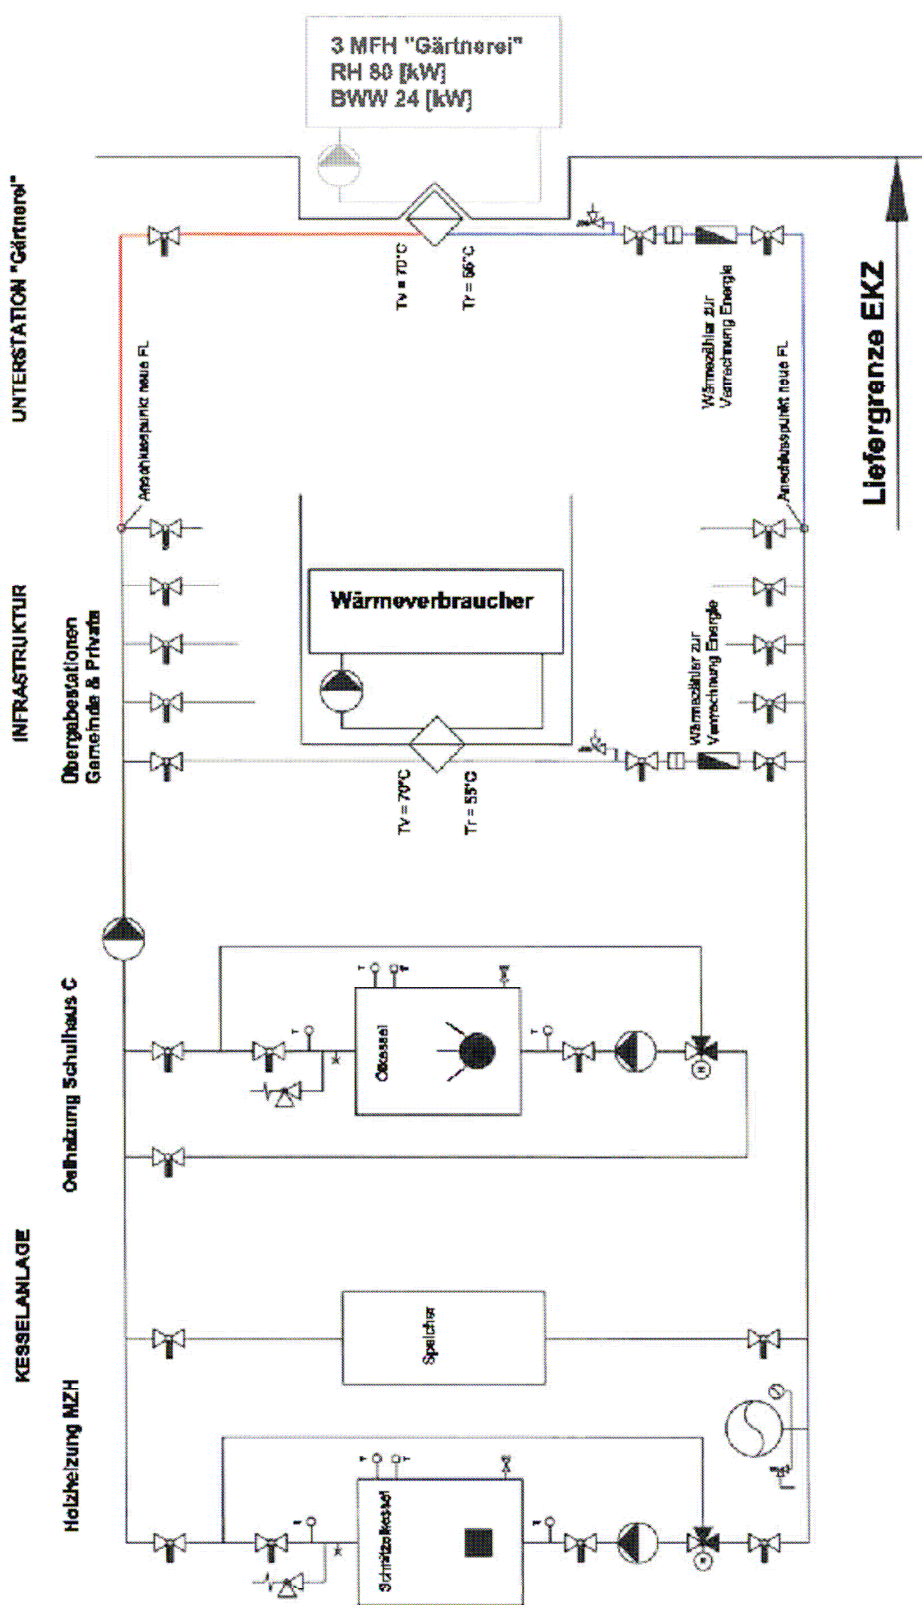 3 MFH "Gärtnerei"
RH 80 [kW]
BWW 24 [kW]
UNTERSTATION "Gärtnerei"
Tv = 70°C
Anschlusspunkt neue FL
Wärmezähler zur
Verrechnung Energie
Anschlusspunkt neue FL
Liefergrenze EKZ
INFRASTRUKTUR
Übergabestationen
Gemeinde & Private
Wärmeverbraucher
TV = 70°C
Tr = 55°C
Wärmezähler zur
Verrechnung Energie
KESSELANLAGE
Oelheizung Schulhaus C
Ölkessel
Speicher
Holzheizung MZH
Schnitzelkessel